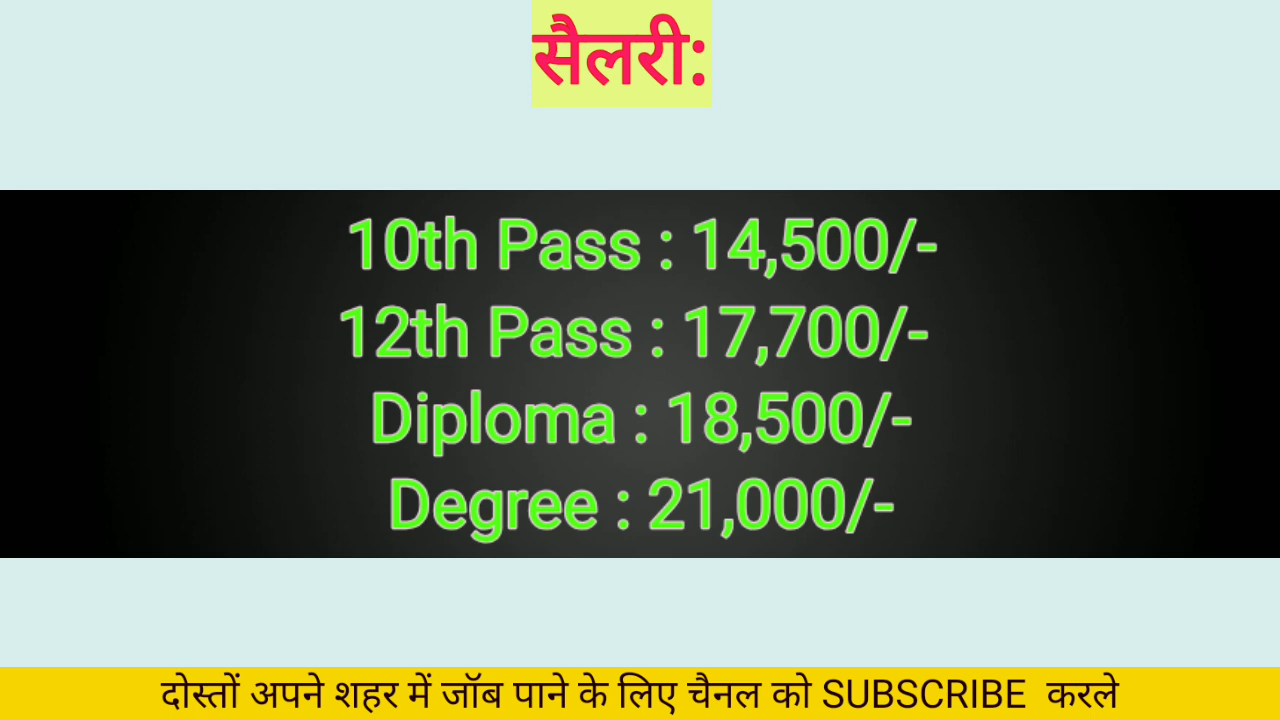 सैलरी:
10th Pass : 14,500/-
12th Pass : 17,700/-
Diploma : 18,500/-
Degree : 21,000/-
दोस्तों अपने शहर में जॉब पाने के लिए चैनल को SUBSCRIBE करले